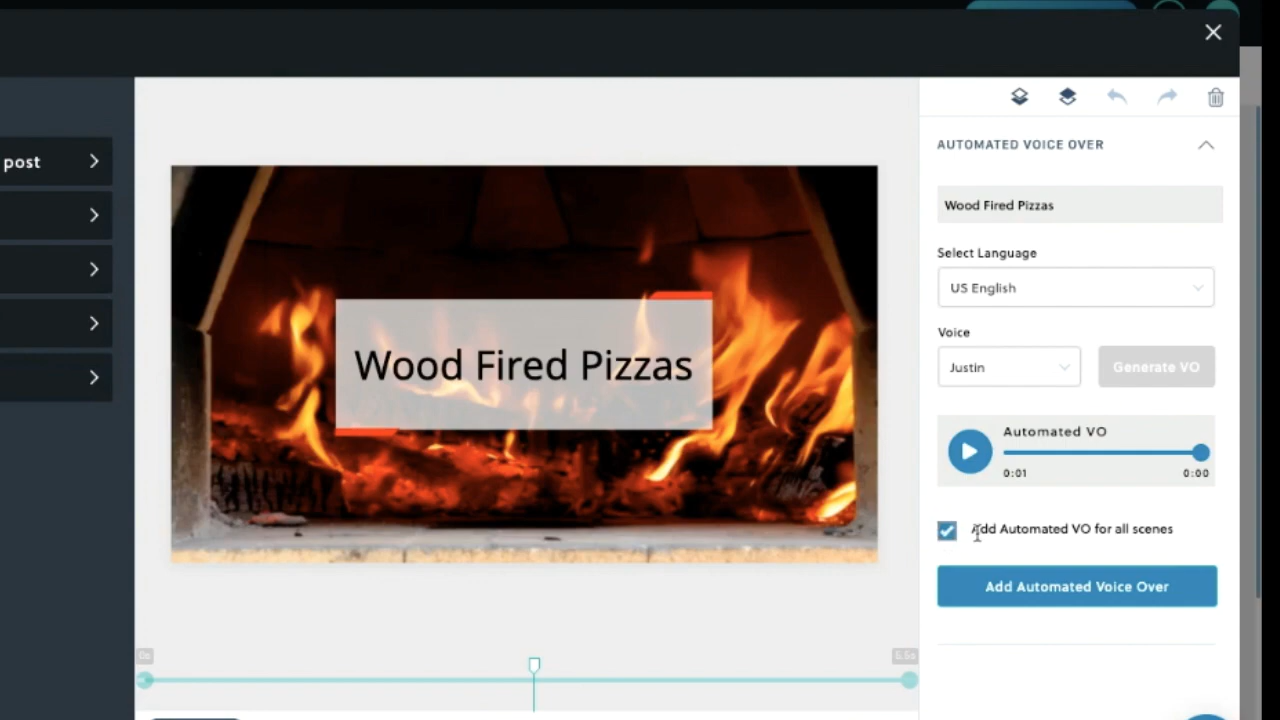 post
AUTOMATED VOICE OVER
Wood Fired Pizzas
Select Language
US English
Voice
Justin
Generate VO
Automated VO
0:01
0:00
Add Automated VO for all scenes
Add Automated Voice Over
Wood Fired Pizzas
0s
5.5s